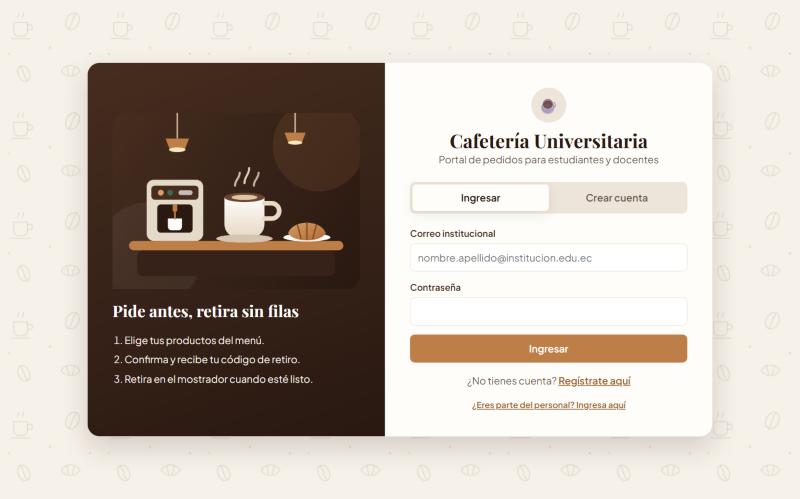 Pide antes, retira sin filas
1. Elige tus productos del menú.
2. Confirma y recibe tu código de retiro.
3. Retira en el mostrador cuando esté listo.
Cafetería Universitaria
Portal de pedidos para estudiantes y docentes
Ingresar Crear cuenta
Correo institucional
nombre.apellido@institucion.edu.ec
Contraseña
Ingresar
¿No tienes cuenta? Regístrate aquí
¿Eres parte del personal? Ingresa aquí